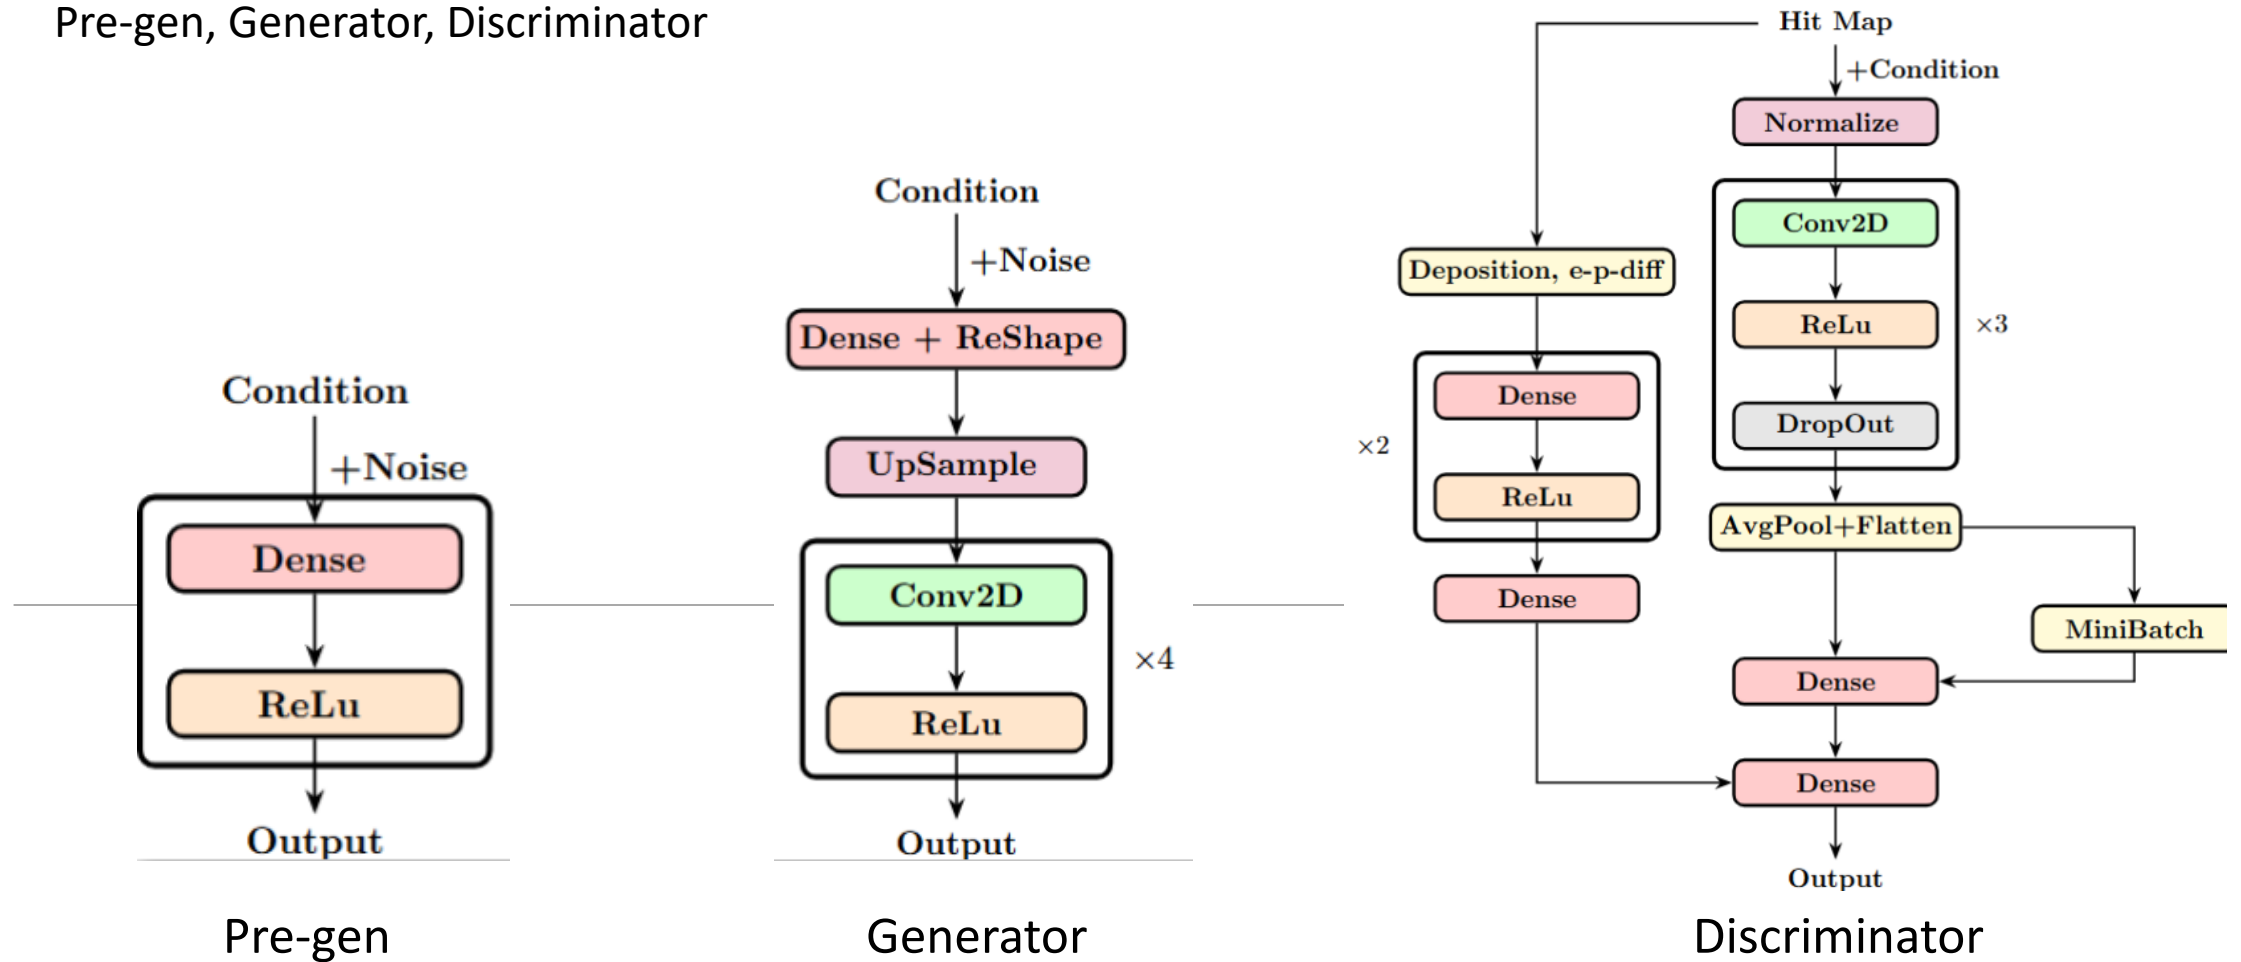 Pre-gen, Generator, Discriminator
Condition
+Noise
Dense
ReLu
Output
Pre-gen
Condition
+Noise
Dense + ReShape
UpSample
Conv2D
ReLu
×4
Output
Generator
Hit Map
+Condition
Normalize
Conv2D
ReLu
DropOut
×3
Deposition, e-p-diff
Dense
ReLu
×2
Dense
AvgPool+Flatten
MiniBatch
Dense
Dense
Output
Discriminator